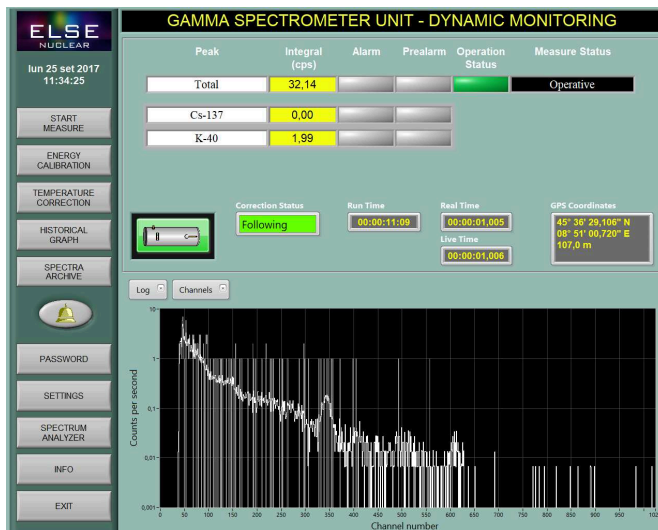 ELSE
NUCLEAR
lun 25 set 2017
11:34:25
START
MEASURE
ENERGY
CALIBRATION
TEMPERATURE
CORRECTION
HISTORICAL
GRAPH
SPECTRA
ARCHIVE
PASSWORD
SETTINGS
SPECTRUM
ANALYZER
INFO
EXIT
GAMMA SPECTROMETER UNIT - DYNAMIC MONITORING
Peak Integral (cps) Alarm Prealarm Operation Status Measure Status
Total 32,14 Operative
Cs-137 0,00
K-40 1,99
Correction Status
Following
Run Time
00:00:11:09
Real Time
00:00:01,005
Live Time
00:00:01,006
GPS Coordinates
45° 36' 29,106" N
08° 51' 00,720" E
107,0 m
Log Channels
Counts per second
10
1
0,1
0,01
0,001
0 50 100 150 200 250 300 350 400 450 500 550 600 650 700 750 800 850 900 950 102
Channel number